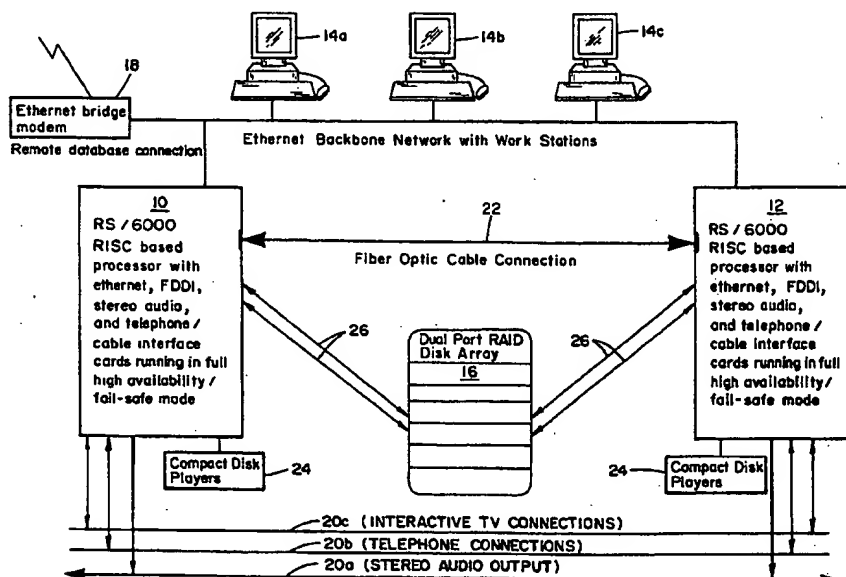 14a
14b
14c
18
Ethernet bridge
modem
Remote database connection
Ethernet Backbone Network with Work Stations
10
RS/6000
RISC based
processor with
ethernet, FDDI,
stereo audio,
and telephone/
cable interface
cards running in full
high availability/
fail-safe mode
22
Fiber Optic Cable Connection
12
RS/6000
RISC based
processor with
ethernet, FDDI,
stereo audio,
and telephone/
cable interface
cards running in full
high availability/
fail-safe mode
26
Dual Port RAID
Disk Array
16
26
Compact Disk
Players
24
24
Compact Disk
Players
20c (INTERACTIVE TV CONNECTIONS)
20b (TELEPHONE CONNECTIONS)
20a (STEREO AUDIO OUTPUT)